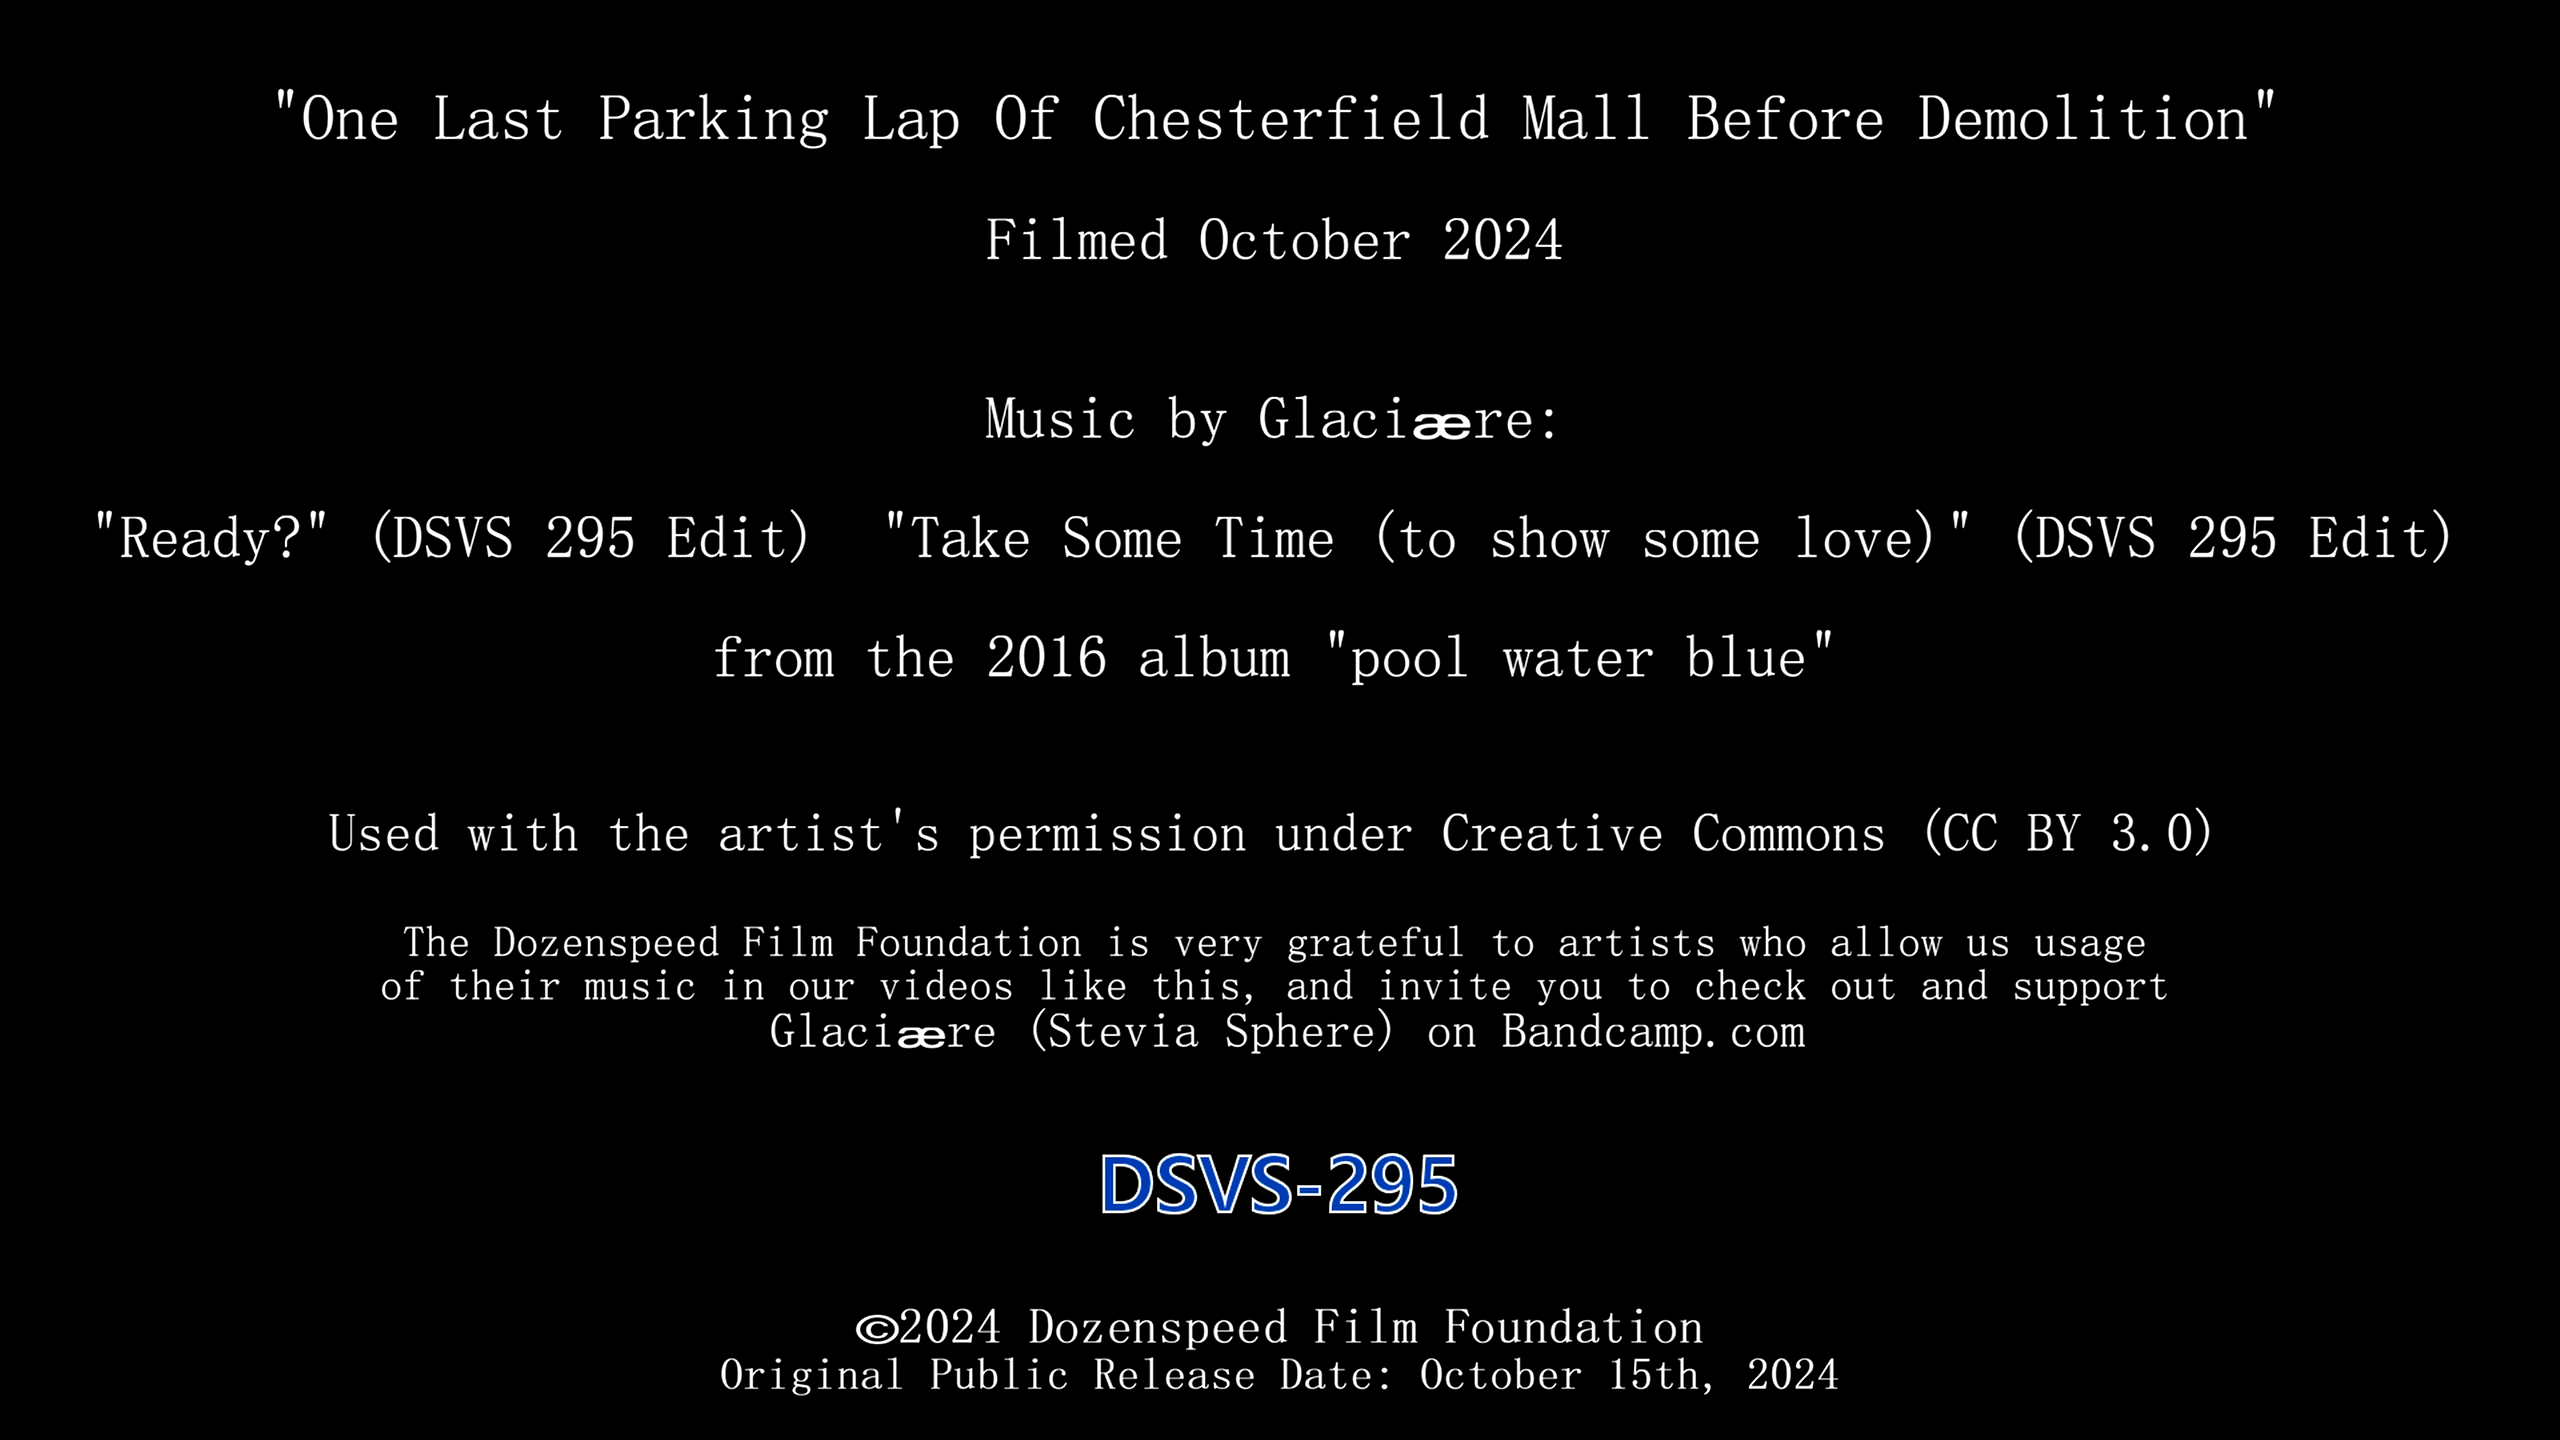 "One Last Parking Lap Of Chesterfield Mall Before Demolition"
Filmed October 2024
Music by Glaciære:
"Ready?" (DSVS 295 Edit)  "Take Some Time (to show some love)" (DSVS 295 Edit)
from the 2016 album "pool water blue"
Used with the artist's permission under Creative Commons (CC BY 3.0)
The Dozenspeed Film Foundation is very grateful to artists who allow us usage
of their music in our videos like this, and invite you to check out and support
Glaciære (Stevia Sphere) on Bandcamp.com
DSVS-295
©2024 Dozenspeed Film Foundation
Original Public Release Date: October 15th, 2024